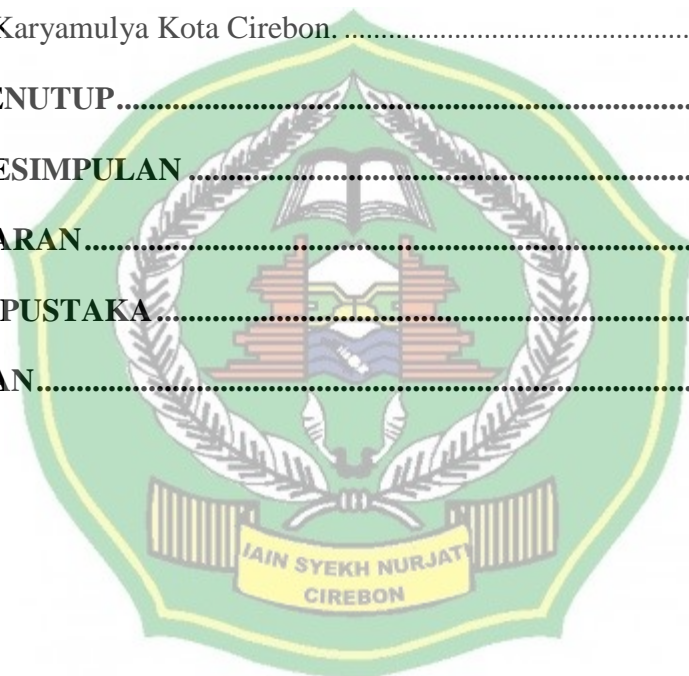 Karyamulya Kota Cirebon. ..............................................
ENUTUP................................................................................
ESIMPULAN ......................................................................
ARAN.....................................................................................
PUSTAKA..........................................................................
AN............................................................................................
IAIN SYEKH NURJATI
CIREBON